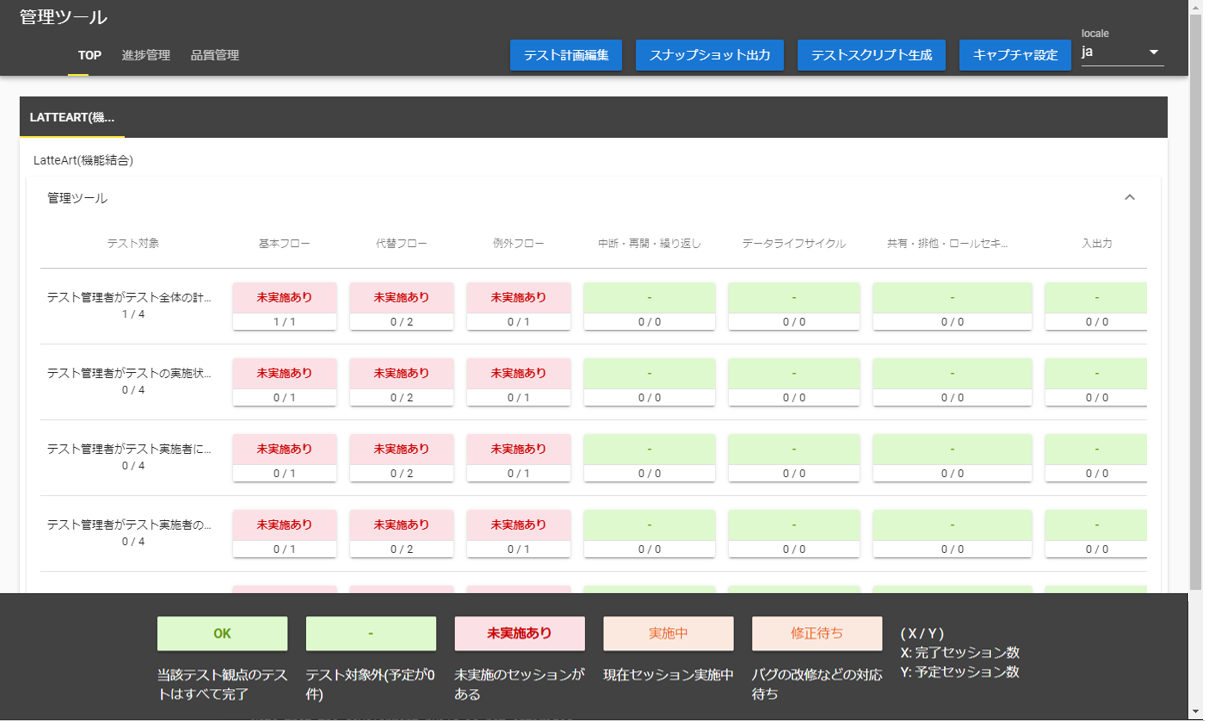 管理ツール
TOP 進捗管理 品質管理 テスト計画編集 スナップショット出力 テストスクリプト生成 キャプチャ設定 locale ja
LATTEART(機...
LatteArt(機能結合)
管理ツール
テスト対象 基本フロー 代替フロー 例外フロー 中断・再開・繰り返し データライフサイクル 共有・排他・ロールセキ... 入出力
テスト管理者がテスト全体の計... 未実施あり 未実施あり 未実施あり - - - -
1 / 4 1 / 1 0 / 2 0 / 1 0 / 0 0 / 0 0 / 0 0 / 0
テスト管理者がテストの実施状... 未実施あり 未実施あり 未実施あり - - - -
0 / 4 0 / 1 0 / 2 0 / 1 0 / 0 0 / 0 0 / 0 0 / 0
テスト管理者がテスト実施者に... 未実施あり 未実施あり 未実施あり - - - -
0 / 4 0 / 1 0 / 2 0 / 1 0 / 0 0 / 0 0 / 0 0 / 0
テスト管理者がテスト実施者の... 未実施あり 未実施あり 未実施あり - - - -
0 / 4 0 / 1 0 / 2 0 / 1 0 / 0 0 / 0 0 / 0 0 / 0
OK
当該テスト観点のテス
トはすべて完了
-
テスト対象外(予定が0
件)
未実施あり
未実施のセッションが
ある
実施中
現在セッション実施中
修正待ち
バグの改修などの対応
待ち
( X / Y )
X: 完了セッション数
Y: 予定セッション数